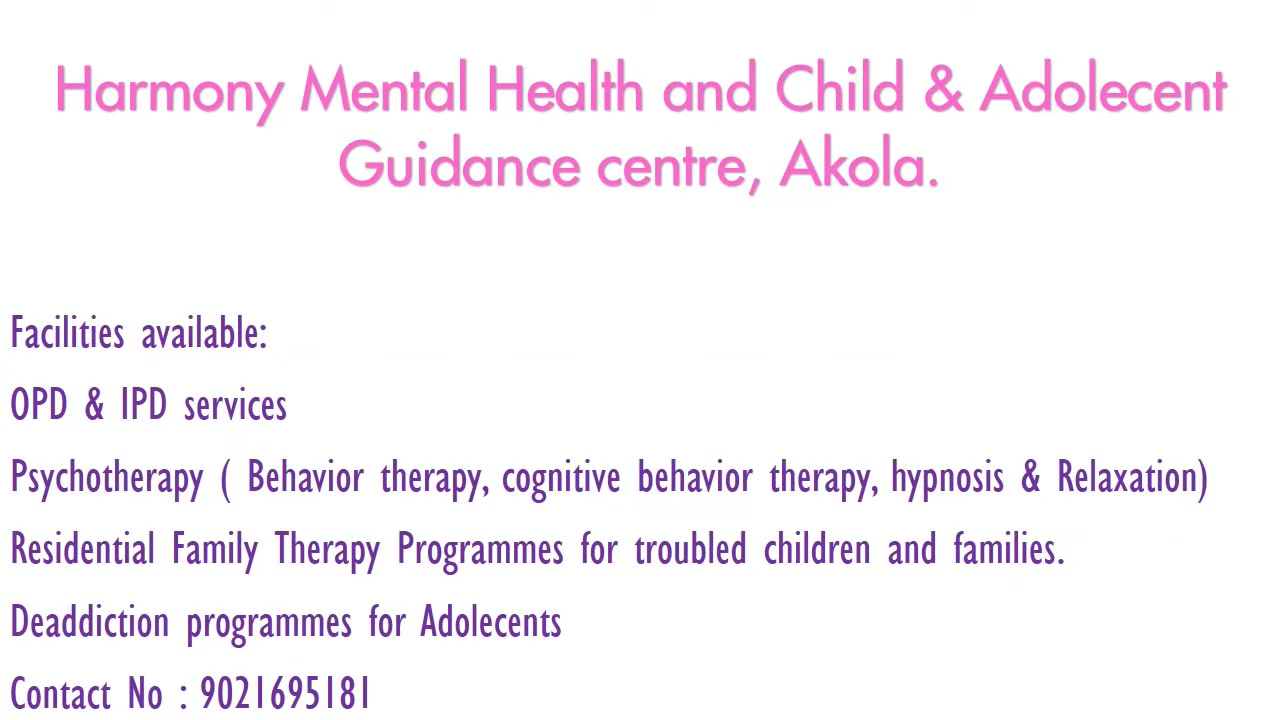 Harmony Mental Health and Child & Adolecent
Guidance centre, Akola.
Facilities available:
OPD & IPD services
Psychotherapy ( Behavior therapy, cognitive behavior therapy, hypnosis & Relaxation)
Residential Family Therapy Programmes for troubled children and families.
Deaddiction programmes for Adolecents
Contact No : 9021695181